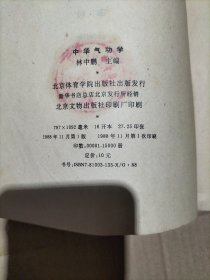 中华气功学
林中鹏 主编
北京体育学院出版社出版发行
新华书店总店北京发行所经销
北京文物出版社印刷厂印刷
787×1092毫米 16开本 27.25印张
1988年11月第1版 1988年11月第1次印刷
印数:00001-15000册
书号:ISBN7-81003-135-X/G·88
定价:10元